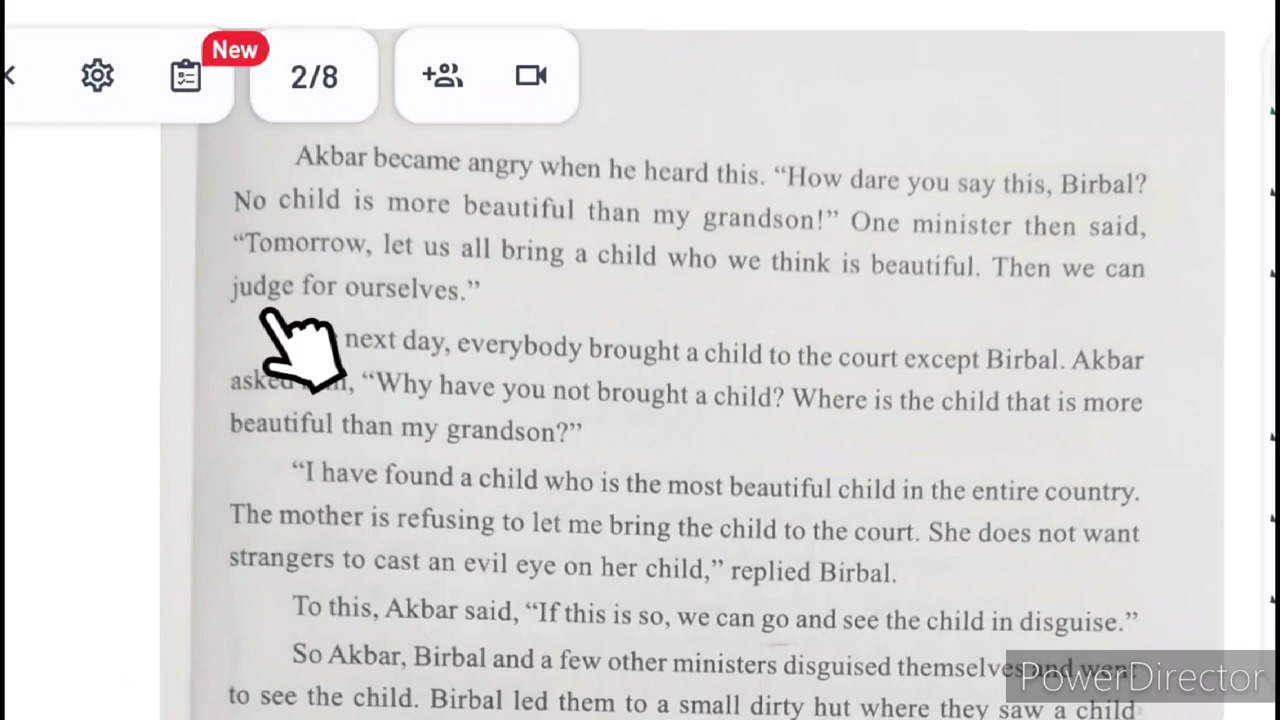 New
2/8
Akbar became angry when he heard this. “How dare you say this, Birbal?
No child is more beautiful than my grandson!” One minister then said,
“Tomorrow, let us all bring a child who we think is beautiful. Then we can
judge for ourselves.”
next day, everybody brought a child to the court except Birbal. Akbar
asked “Why have you not brought a child? Where is the child that is more
beautiful than my grandson?”
“I have found a child who is the most beautiful child in the entire country.
The mother is refusing to let me bring the child to the court. She does not want
strangers to cast an evil eye on her child,” replied Birbal.
To this, Akbar said, “If this is so, we can go and see the child in disguise.”
So Akbar, Birbal and a few other ministers disguised themselves and went
to see the child. Birbal led them to a small dirty hut where they saw a child
PowerDirector